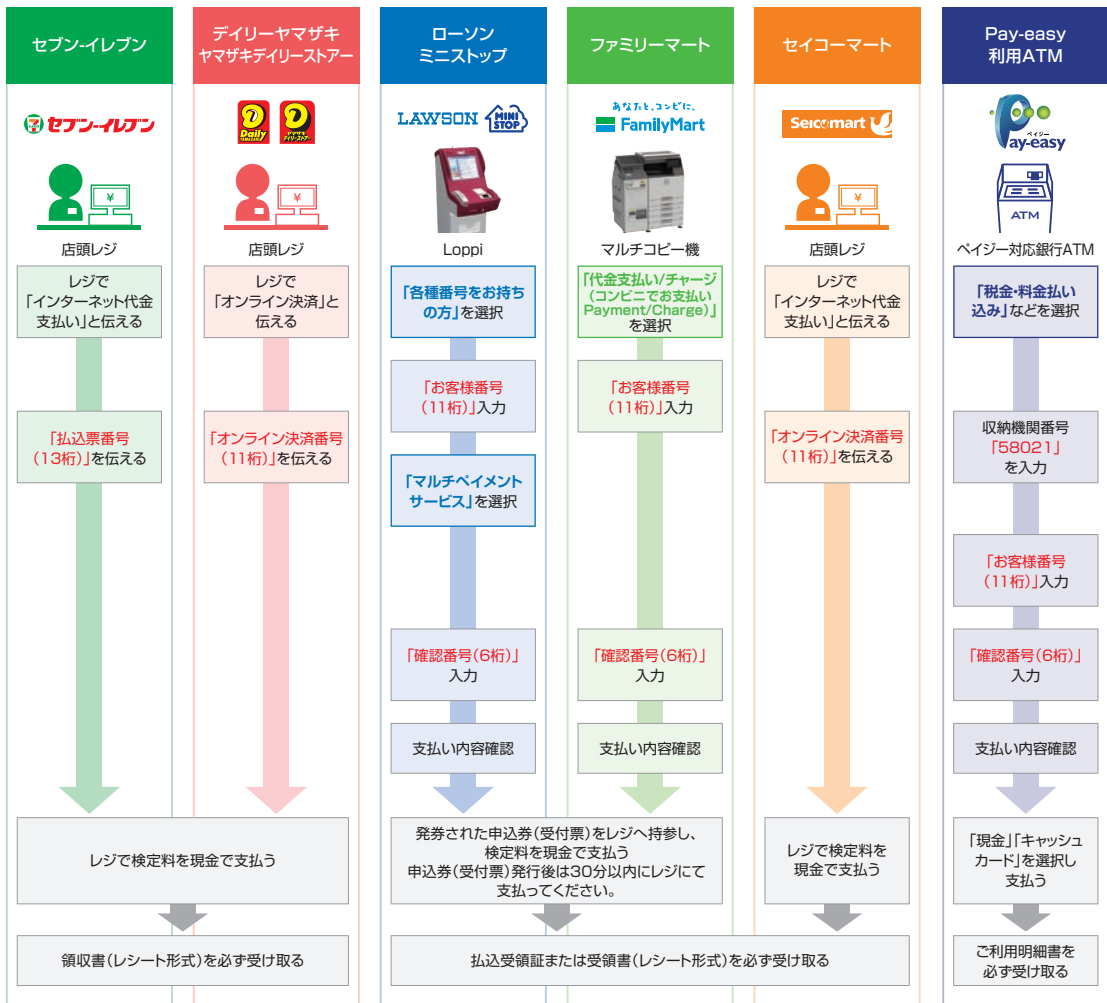 セブン-イレブン
デイリーヤマザキ
ヤマザキデイリーストアー
ローソン
ミニストップ
ファミリーマート
セイコーマート
Pay-easy
利用ATM
セブン-イレブン
Daily
YAMAZAKI
ヤマザキ
デイリーストアー
LAWSON
MINI
STOP
あなたと、コンビに、
FamilyMart
Seicomart
ペイジー
Pay-easy
¥
¥
¥
ATM
店頭レジ
店頭レジ
Loppi
マルチコピー機
店頭レジ
ペイジー対応銀行ATM
レジで
「インターネット代金
支払い」と伝える
レジで
「オンライン決済」と
伝える
「各種番号をお持ち
の方」を選択
「代金支払い/チャージ
(コンビニでお支払い
Payment/Charge)」
を選択
レジで
「インターネット代金
支払い」と伝える
「税金・料金払い
込み」などを選択
「お客様番号
(11桁)」入力
「お客様番号
(11桁)」入力
「払込票番号
(13桁)」を伝える
「オンライン決済番号
(11桁)」を伝える
「マルチペイメント
サービス」を選択
「オンライン決済番号
(11桁)」を伝える
収納機関番号
「58021」
を入力
「お客様番号
(11桁)」入力
「確認番号(6桁)」
入力
「確認番号(6桁)」
入力
「確認番号(6桁)」
入力
支払い内容確認
支払い内容確認
支払い内容確認
レジで検定料を現金で支払う
発券された申込券(受付票)をレジへ持参し、
検定料を現金で支払う
申込券(受付票)発行後は30分以内にレジにて
支払ってください。
レジで検定料を
現金で支払う
「現金」「キャッシュ
カード」を選択し
支払う
領収書(レシート形式)を必ず受け取る
払込受領証または受領書(レシート形式)を必ず受け取る
ご利用明細書を
必ず受け取る